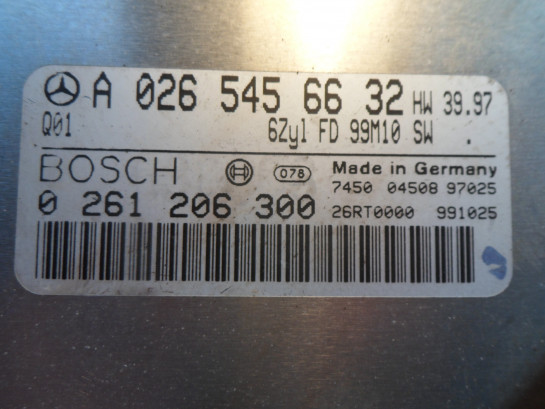 A 026 545 66 32 HW 39.97
Q01 6Zyl FD 99M10 SW .
BOSCH 078 Made in Germany
7450 04508 97025
0 261 206 300 26RT0000 991025